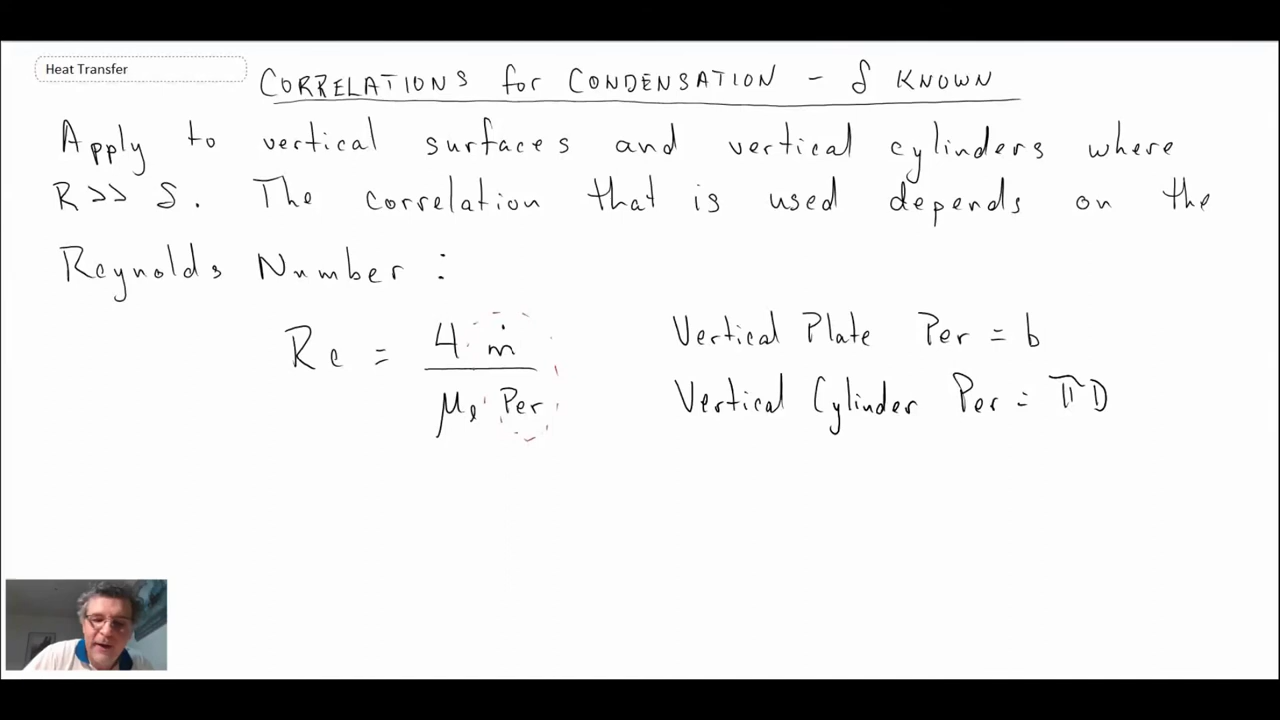 Heat Transfer
CORRELATIONS for CONDENSATION - δ KNOWN
Apply to vertical surfaces and vertical cylinders where
R >> δ. The correlation that is used depends on the
Reynolds Number :
Re = 4 ṁ / μₗ Per
Vertical Plate Per = b
Vertical Cylinder Per = πD